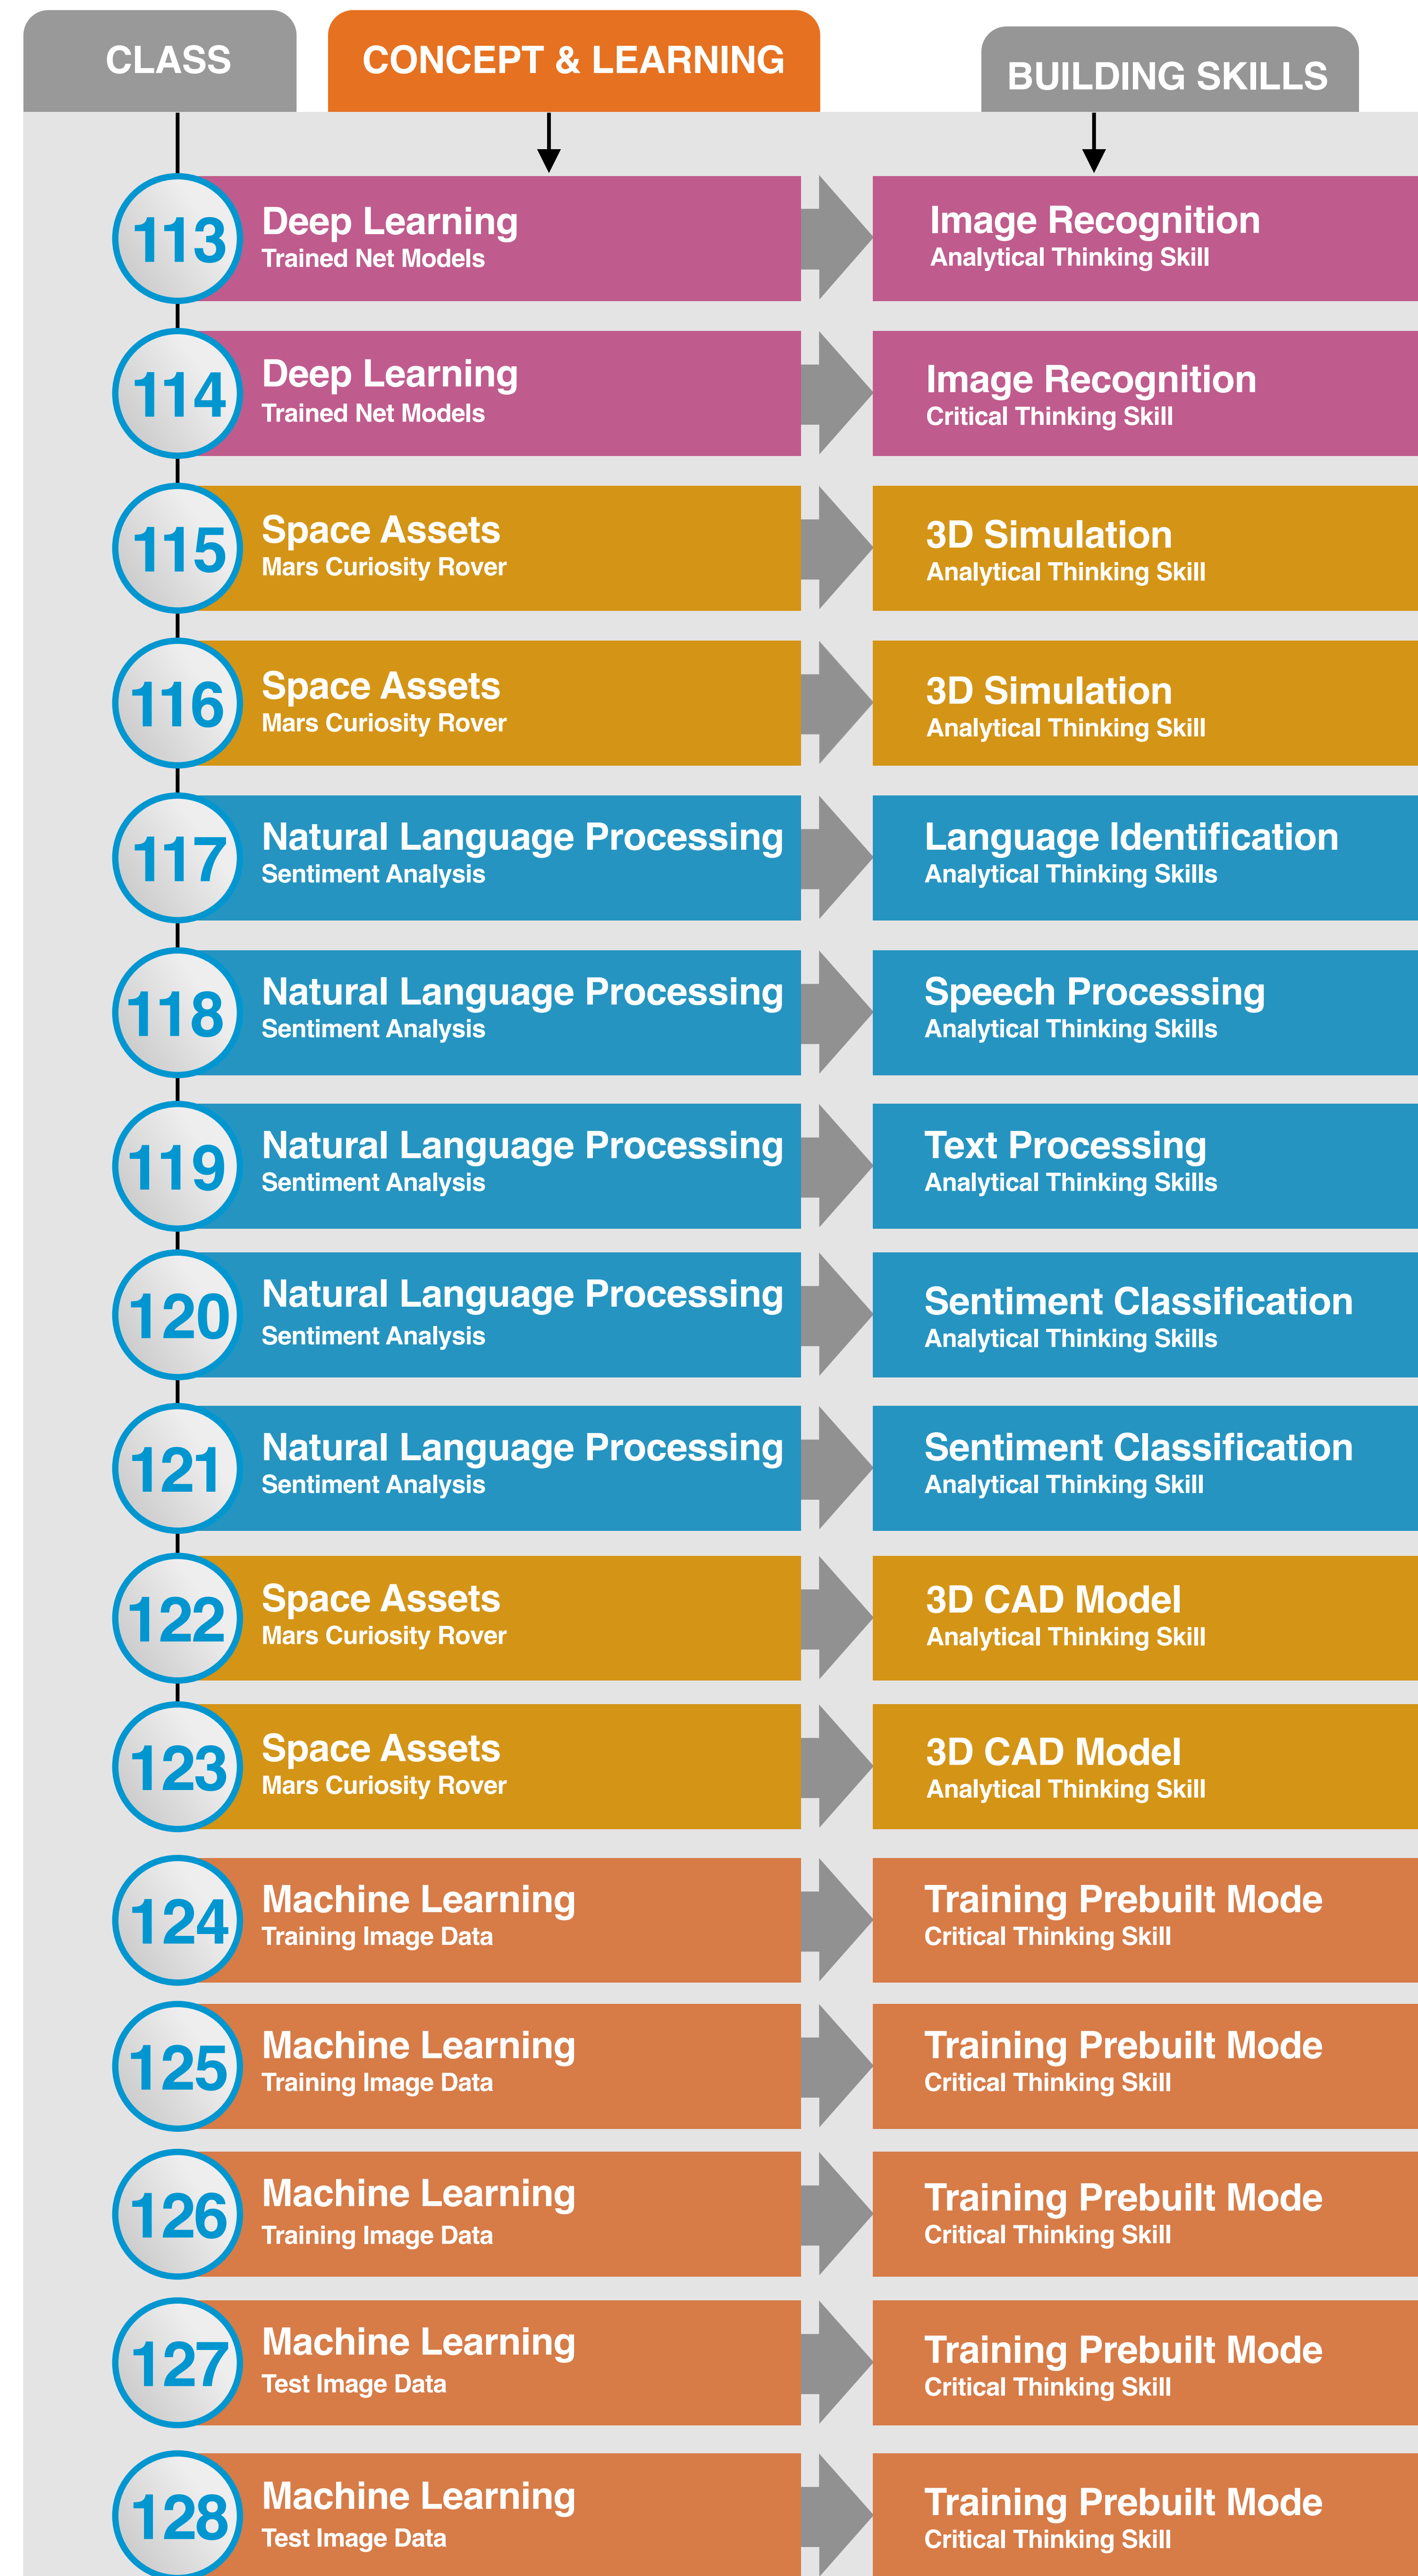 CLASS
CONCEPT & LEARNING
BUILDING SKILLS
113
Deep Learning
Trained Net Models
Image Recognition
Analytical Thinking Skill
114
Deep Learning
Trained Net Models
Image Recognition
Critical Thinking Skill
115
Space Assets
Mars Curiosity Rover
3D Simulation
Analytical Thinking Skill
116
Space Assets
Mars Curiosity Rover
3D Simulation
Analytical Thinking Skill
117
Natural Language Processing
Sentiment Analysis
Language Identification
Analytical Thinking Skills
118
Natural Language Processing
Sentiment Analysis
Speech Processing
Analytical Thinking Skills
119
Natural Language Processing
Sentiment Analysis
Text Processing
Analytical Thinking Skills
120
Natural Language Processing
Sentiment Analysis
Sentiment Classification
Analytical Thinking Skills
121
Natural Language Processing
Sentiment Analysis
Sentiment Classification
Analytical Thinking Skill
122
Space Assets
Mars Curiosity Rover
3D CAD Model
Analytical Thinking Skill
123
Space Assets
Mars Curiosity Rover
3D CAD Model
Analytical Thinking Skill
124
Machine Learning
Training Image Data
Training Prebuilt Mode
Critical Thinking Skill
125
Machine Learning
Training Image Data
Training Prebuilt Mode
Critical Thinking Skill
126
Machine Learning
Training Image Data
Training Prebuilt Mode
Critical Thinking Skill
127
Machine Learning
Test Image Data
Training Prebuilt Mode
Critical Thinking Skill
128
Machine Learning
Test Image Data
Training Prebuilt Mode
Critical Thinking Skill